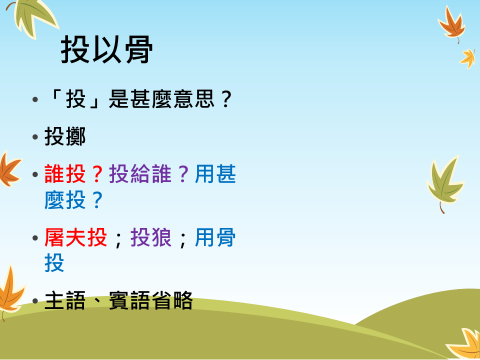 投以骨
•「投」是甚麼意思？
•投擲
•誰投？投給誰？用甚
麼投？
•屠夫投；投狼；用骨
投
•主語、賓語省略